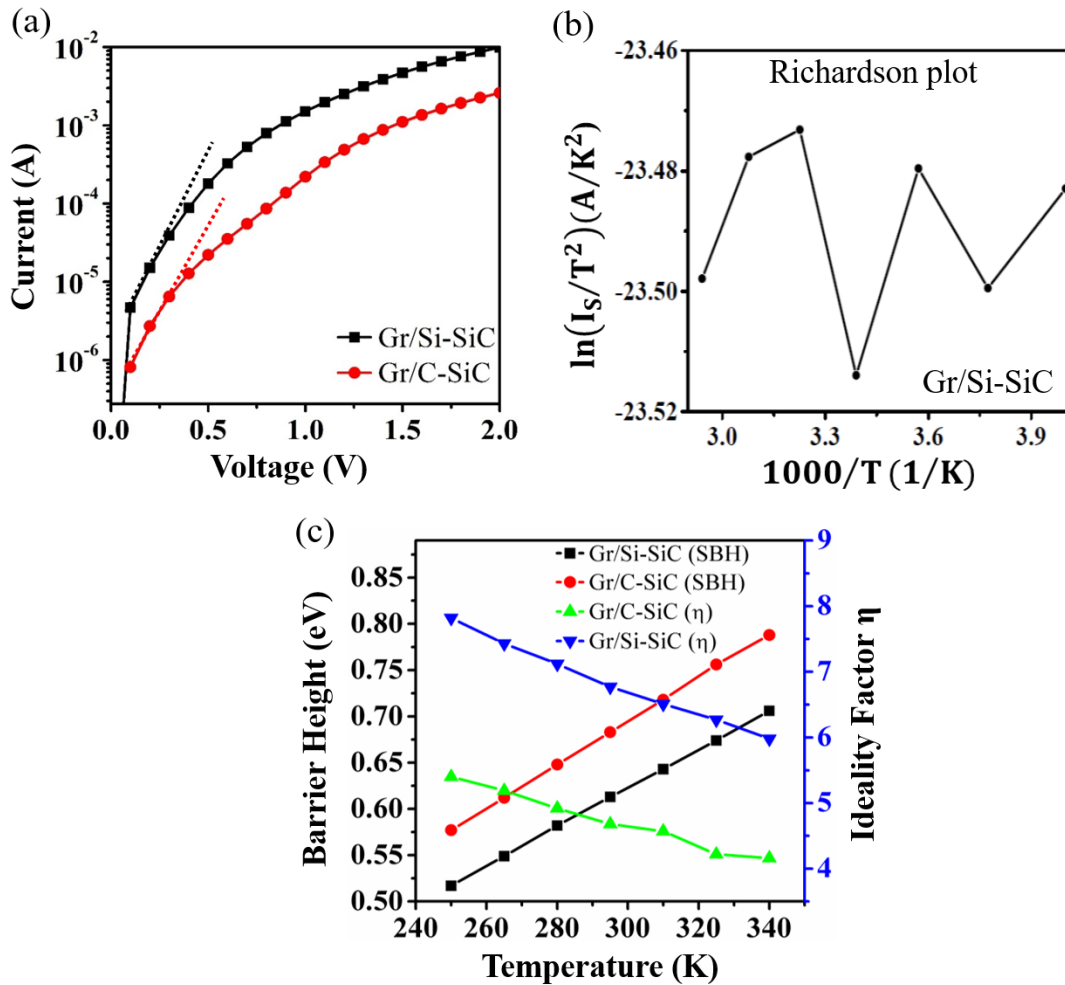 (a)
10⁻²
10⁻³
10⁻⁴
10⁻⁵
10⁻⁶
Current (A)
Gr/Si-SiC
Gr/C-SiC
0.0 0.5 1.0 1.5 2.0
Voltage (V)
(b)
-23.46
-23.48
-23.50
-23.52
ln(I_S/T²)(A/K²)
Richardson plot
Gr/Si-SiC
3.0 3.3 3.6 3.9
1000/T (1/K)
(c)
0.85
0.80
0.75
0.70
0.65
0.60
0.55
0.50
Barrier Height (eV)
Gr/Si-SiC (SBH)
Gr/C-SiC (SBH)
Gr/C-SiC (η)
Gr/Si-SiC (η)
9
8
7
6
5
4
Ideality Factor η
240 260 280 300 320 340
Temperature (K)